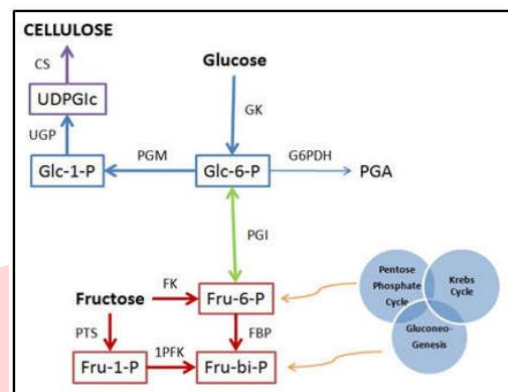 CELLULOSE
CS
Glucose
UDPGlc
GK
UGP
PGM
G6PDH
Glc-1-P
Glc-6-P
PGA
PGI
Pentose
Phosphate
Cycle
Krebs
Cycle
Gluconeo-
Genesis
Fructose
FK
Fru-6-P
PTS
FBP
1PFK
Fru-1-P
Fru-bi-P